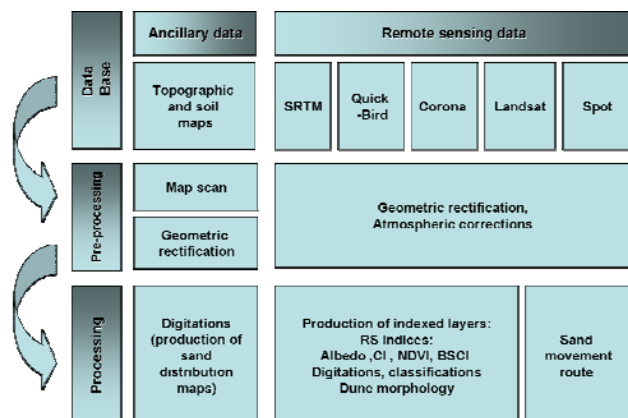 Data
Base
Ancillary data
Remote sensing data
Topographic
and soil
maps
SRTM
Quick
-Bird
Corona
Landsat
Spot
Pre-processing
Map scan
Geometric
rectification
Geometric rectification,
Atmospheric corrections
Processing
Digitations
(production of
sand
distribution
maps)
Production of indexed layers:
RS indices:
Albedo ,CI , NDVI, BSCI
Digitations, classifications
Dune morphology
Sand
movement
route